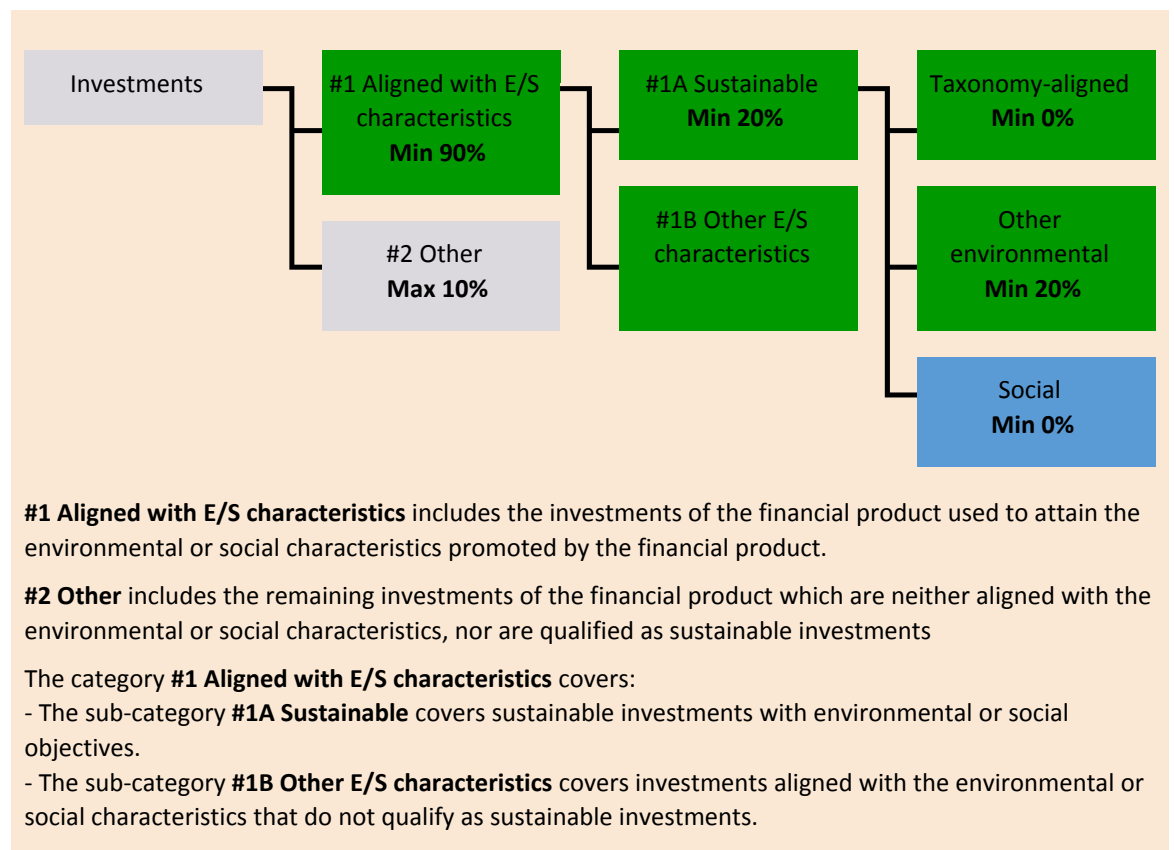 Investments
#1 Aligned with E/S
characteristics
Min 90%
#2 Other
Max 10%
#1A Sustainable
Min 20%
#1B Other E/S
characteristics
Taxonomy-aligned
Min 0%
Other
environmental
Min 20%
Social
Min 0%
#1 Aligned with E/S characteristics includes the investments of the financial product used to attain the
environmental or social characteristics promoted by the financial product.
#2 Other includes the remaining investments of the financial product which are neither aligned with the
environmental or social characteristics, nor are qualified as sustainable investments
The category #1 Aligned with E/S characteristics covers:
- The sub-category #1A Sustainable covers sustainable investments with environmental or social
objectives.
- The sub-category #1B Other E/S characteristics covers investments aligned with the environmental or
social characteristics that do not qualify as sustainable investments.